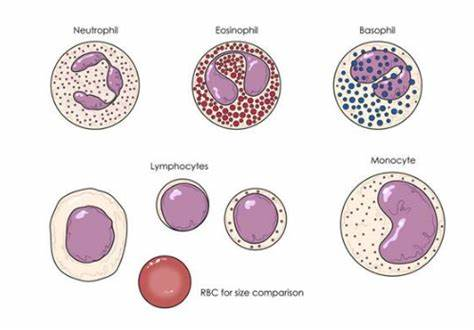 Neutrophil
Eosinophil
Basophil
Lymphocytes
Monocyte
RBC for size comparison